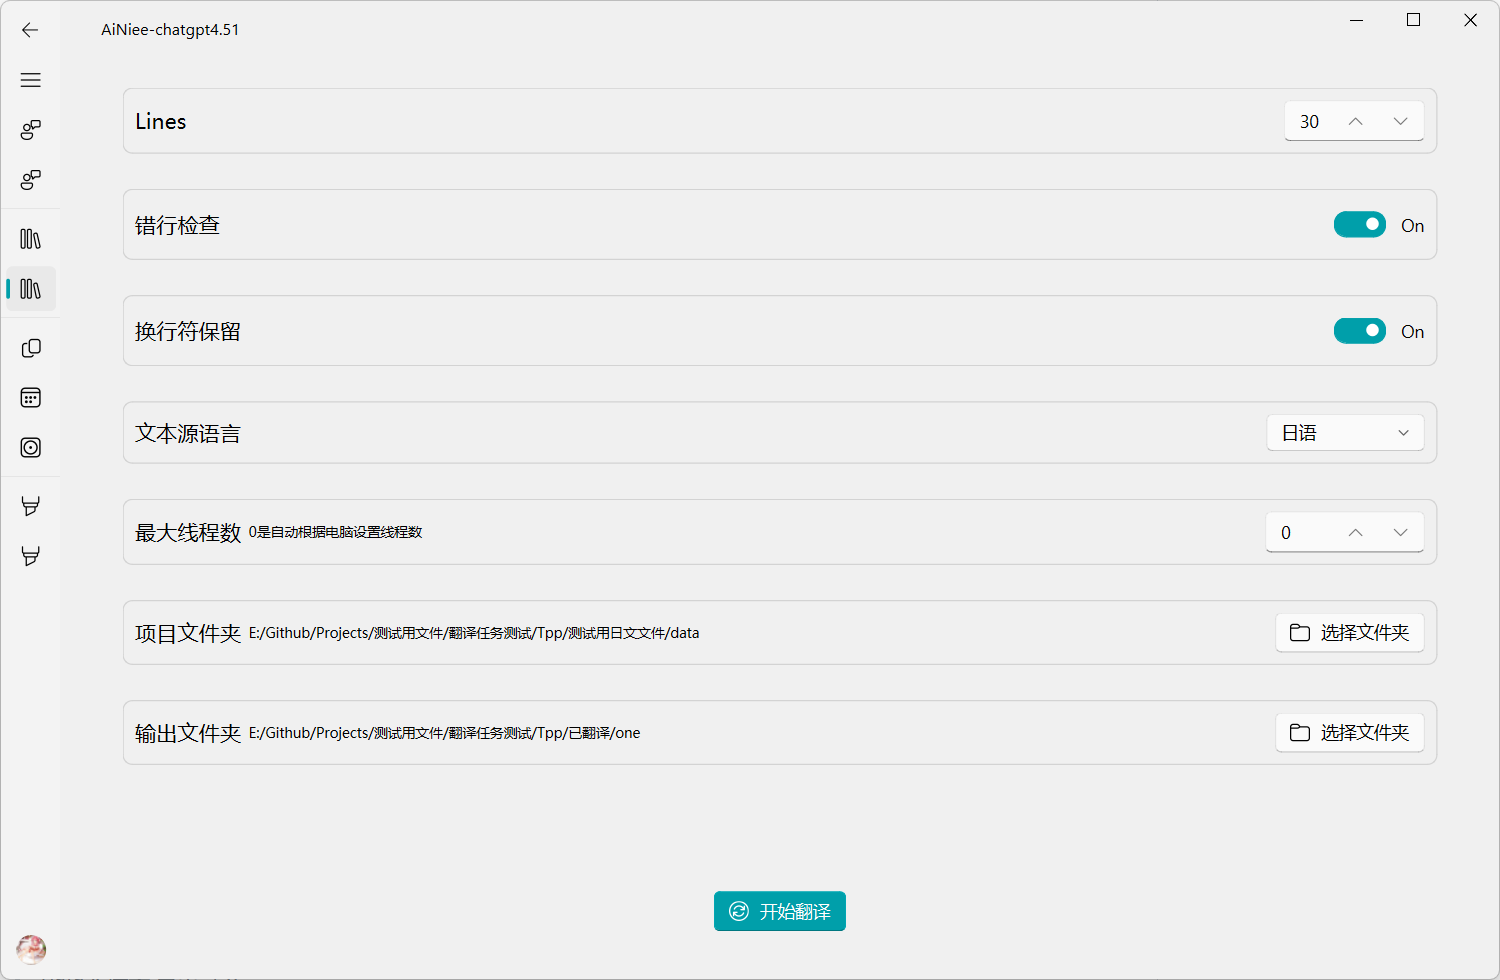 AiNiee-chatgpt4.51
Lines
30
错行检查
On
换行符保留
On
文本源语言
日语
最大线程数 0是自动根据电脑设置线程数
0
项目文件夹 E:/Github/Projects/测试用文件/翻译任务测试/Tpp/测试用日文文件/data
选择文件夹
输出文件夹 E:/Github/Projects/测试用文件/翻译任务测试/Tpp/已翻译/one
选择文件夹
开始翻译